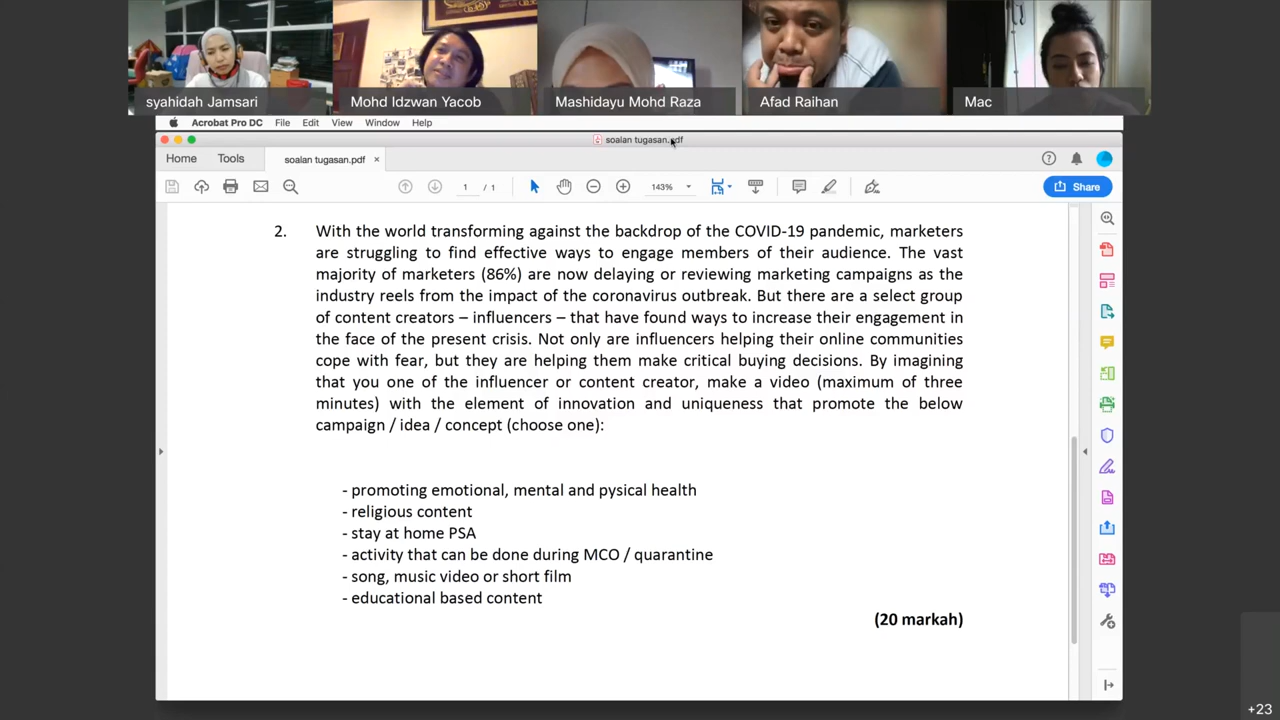 syahidah Jamsari
Mohd Idzwan Yacob
Mashidayu Mohd Raza
Afad Raihan
Mac
Acrobat Pro DC File Edit View Window Help
soalan tugasan.pdf
Home Tools soalan tugasan.pdf ×
1 / 1 143% Share
2. With the world transforming against the backdrop of the COVID-19 pandemic, marketers
are struggling to find effective ways to engage members of their audience. The vast
majority of marketers (86%) are now delaying or reviewing marketing campaigns as the
industry reels from the impact of the coronavirus outbreak. But there are a select group
of content creators – influencers – that have found ways to increase their engagement in
the face of the present crisis. Not only are influencers helping their online communities
cope with fear, but they are helping them make critical buying decisions. By imagining
that you one of the influencer or content creator, make a video (maximum of three
minutes) with the element of innovation and uniqueness that promote the below
campaign / idea / concept (choose one):
- promoting emotional, mental and pysical health
- religious content
- stay at home PSA
- activity that can be done during MCO / quarantine
- song, music video or short film
- educational based content
(20 markah)
+23